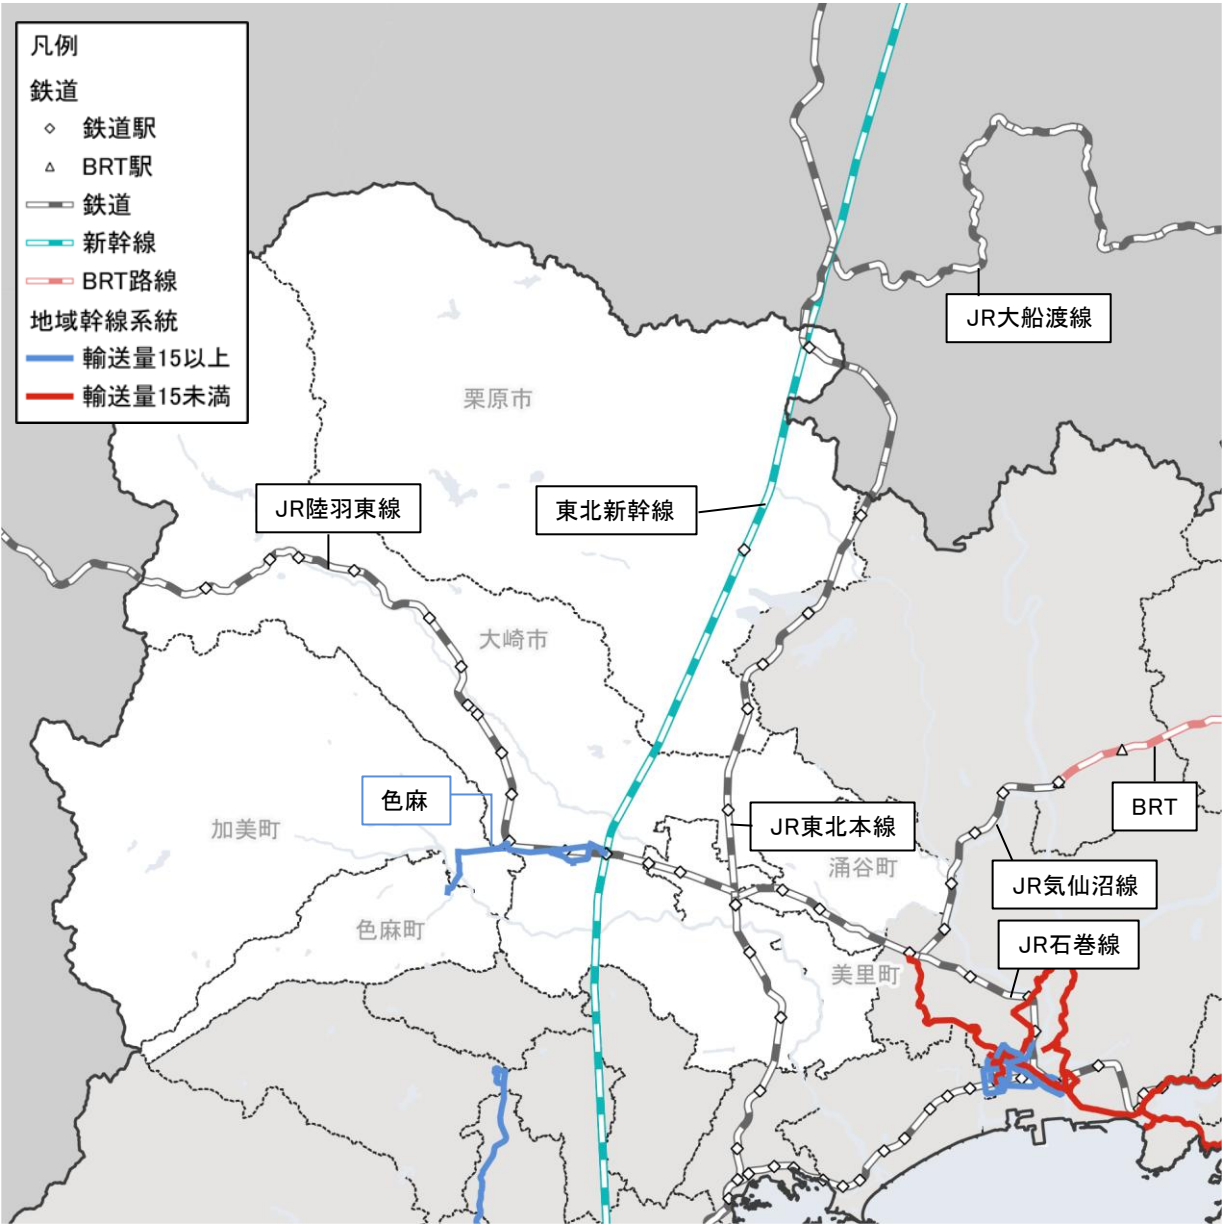 凡例
鉄道
鉄道駅
BRT駅
鉄道
新幹線
BRT路線
地域幹線系統
輸送量15以上
輸送量15未満
JR大船渡線
栗原市
JR陸羽東線
東北新幹線
大崎市
色麻
BRT
加美町
JR東北本線
涌谷町
JR気仙沼線
色麻町
JR石巻線
美里町